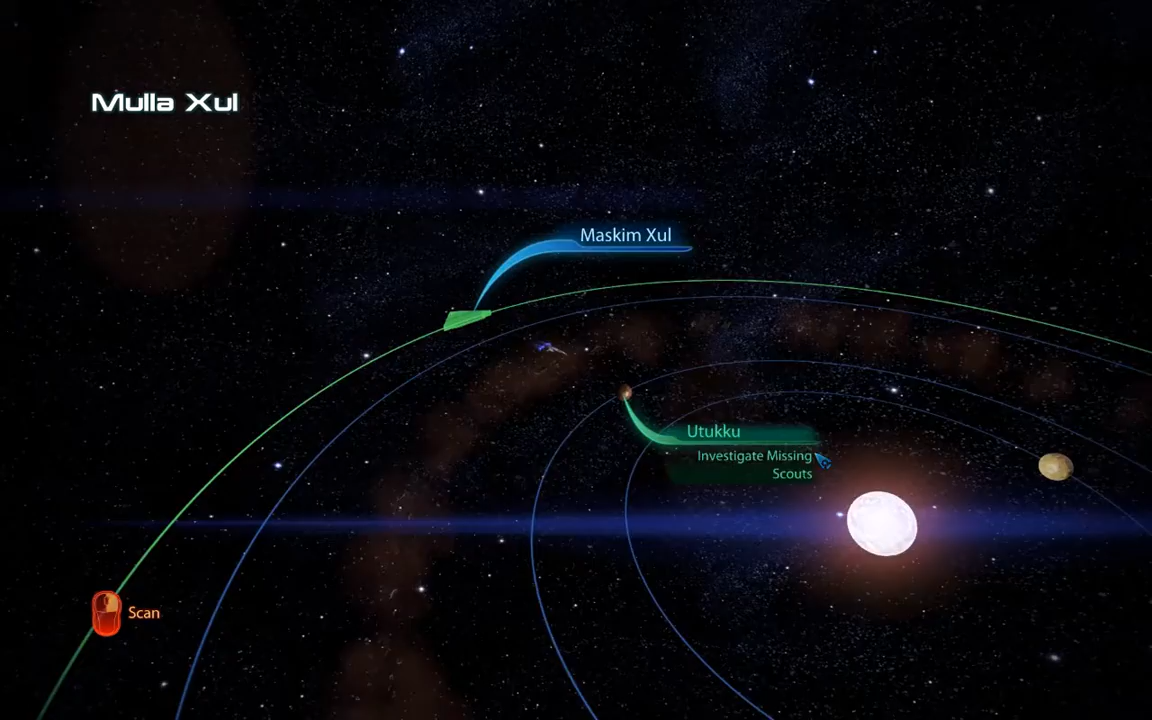 Mulla Xul
Maskim Xul
Utukku
Investigate Missing
Scouts
Scan